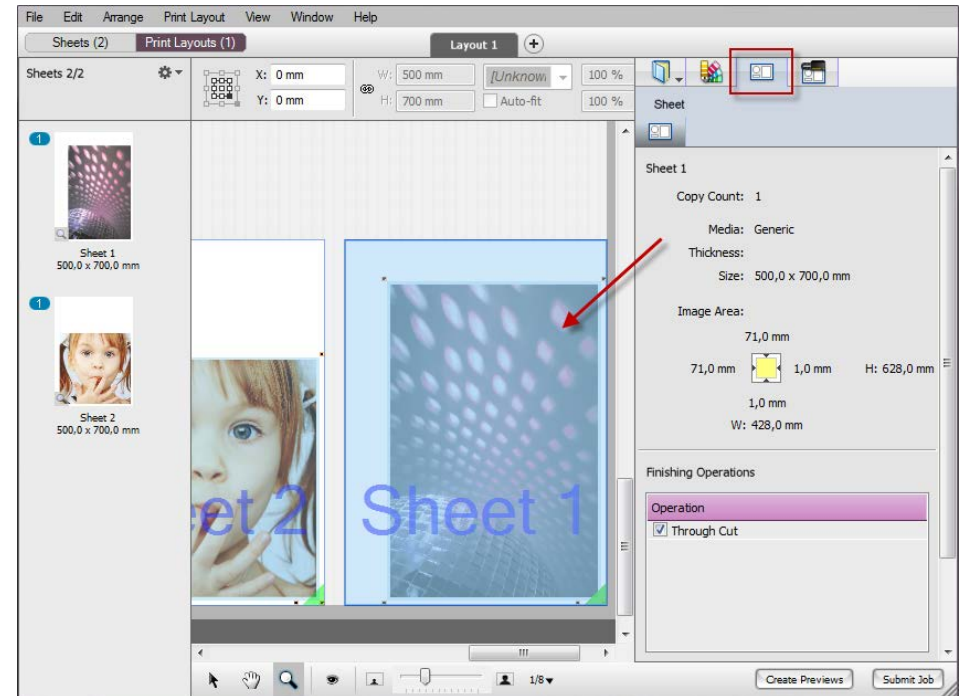 File Edit Arrange Print Layout View Window Help
Sheets (2) Print Layouts (1) Layout 1 +
Sheets 2/2 X: 0 mm W: 500 mm [Unknow 100 %
Y: 0 mm H: 700 mm Auto-fit 100 %
Sheet
1
Sheet 1
500,0 x 700,0 mm
1
Sheet 2
500,0 x 700,0 mm
eet 2
Sheet 1
Sheet 1
Copy Count: 1
Media: Generic
Thickness:
Size: 500,0 x 700,0 mm
Image Area:
71,0 mm
71,0 mm 1,0 mm H: 628,0 mm
1,0 mm
W: 428,0 mm
Finishing Operations
Operation
Through Cut
1/8
Create Previews Submit Job